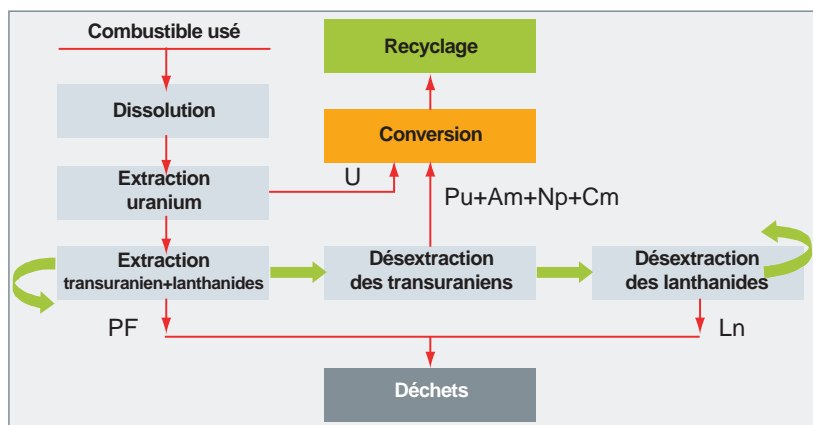 Combustible usé
Recyclage
Dissolution
Conversion
Extraction
uranium
U
Pu+Am+Np+Cm
Extraction
transuranien+lanthanides
Désextraction
des transuraniens
Désextraction
des lanthanides
PF
Ln
Déchets